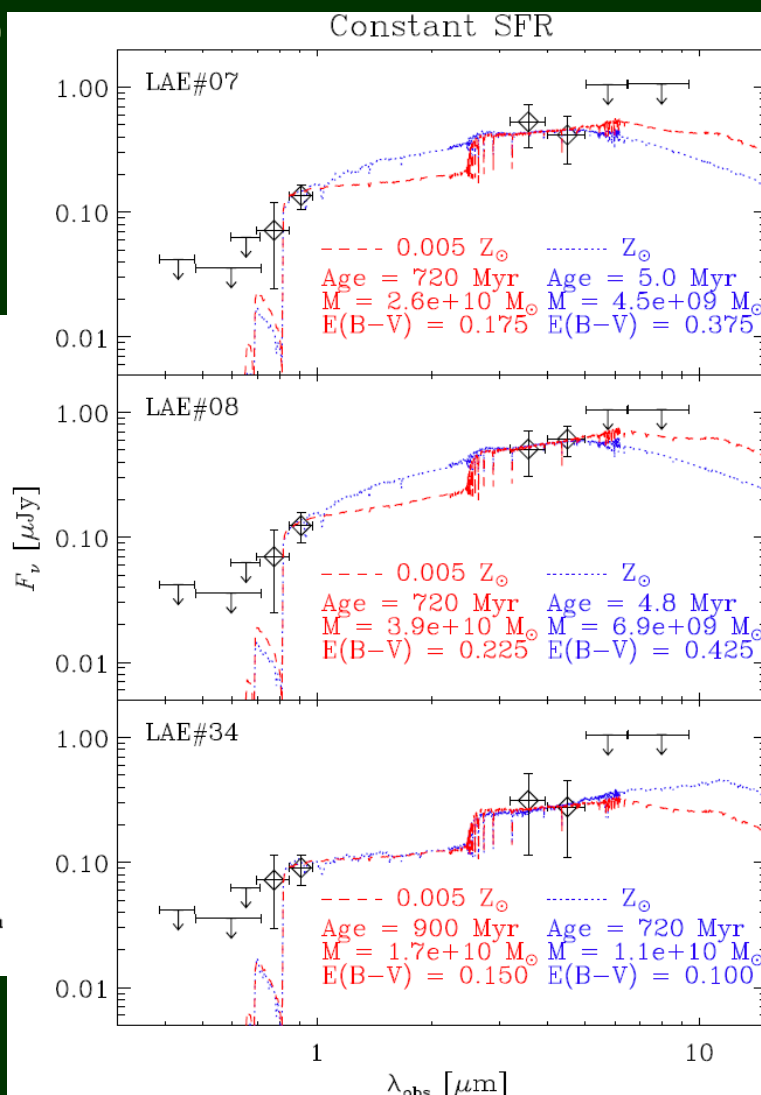 Constant SFR
LAE#07
1.00
0.10
0.01
0.005 Z☉ Z☉
Age = 720 Myr Age = 5.0 Myr
M = 2.6e+10 M☉ M = 4.5e+09 M☉
E(B−V) = 0.175 E(B−V) = 0.375
LAE#08
1.00
0.10
0.01
0.005 Z☉ Z☉
Age = 720 Myr Age = 4.8 Myr
M = 3.9e+10 M☉ M = 6.9e+09 M☉
E(B−V) = 0.225 E(B−V) = 0.425
Fν [μJy]
LAE#34
1.00
0.10
0.01
0.005 Z☉ Z☉
Age = 900 Myr Age = 720 Myr
M = 1.7e+10 M☉ M = 1.1e+10 M☉
E(B−V) = 0.150 E(B−V) = 0.100
1 10
λobs [μm]